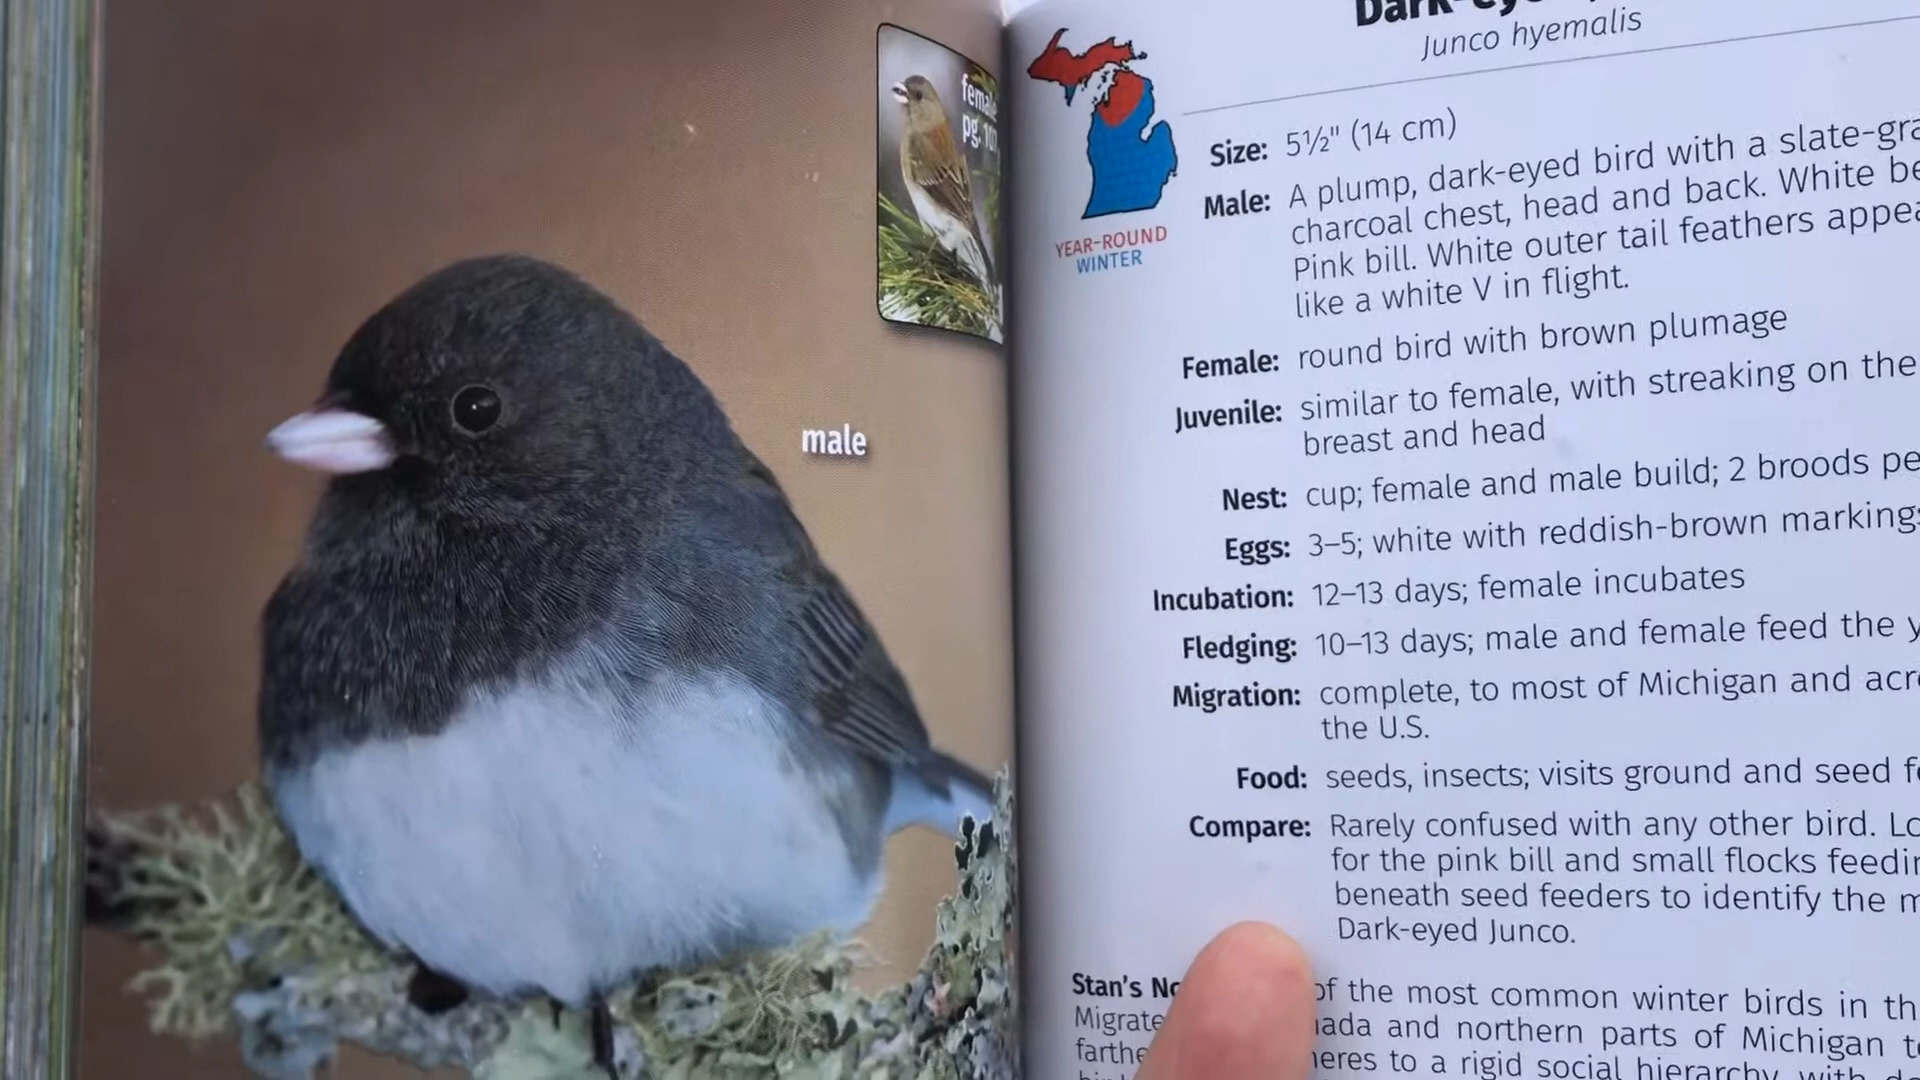 female
pg. 107
male
Junco hyemalis
YEAR-ROUND
WINTER
Size: 5½" (14 cm)
Male: A plump, dark-eyed bird with a slate-gra
charcoal chest, head and back. White be
Pink bill. White outer tail feathers appea
like a white V in flight.
Female: round bird with brown plumage
Juvenile: similar to female, with streaking on the
breast and head
Nest: cup; female and male build; 2 broods pe
Eggs: 3–5; white with reddish-brown markings
Incubation: 12–13 days; female incubates
Fledging: 10–13 days; male and female feed the y
Migration: complete, to most of Michigan and acr
the U.S.
Food: seeds, insects; visits ground and seed fe
Compare: Rarely confused with any other bird. Lo
for the pink bill and small flocks feedin
beneath seed feeders to identify the m
Dark-eyed Junco.
Stan's No of the most common winter birds in th
Migrate nada and northern parts of Michigan to
farthe heres to a rigid social hierarchy, with